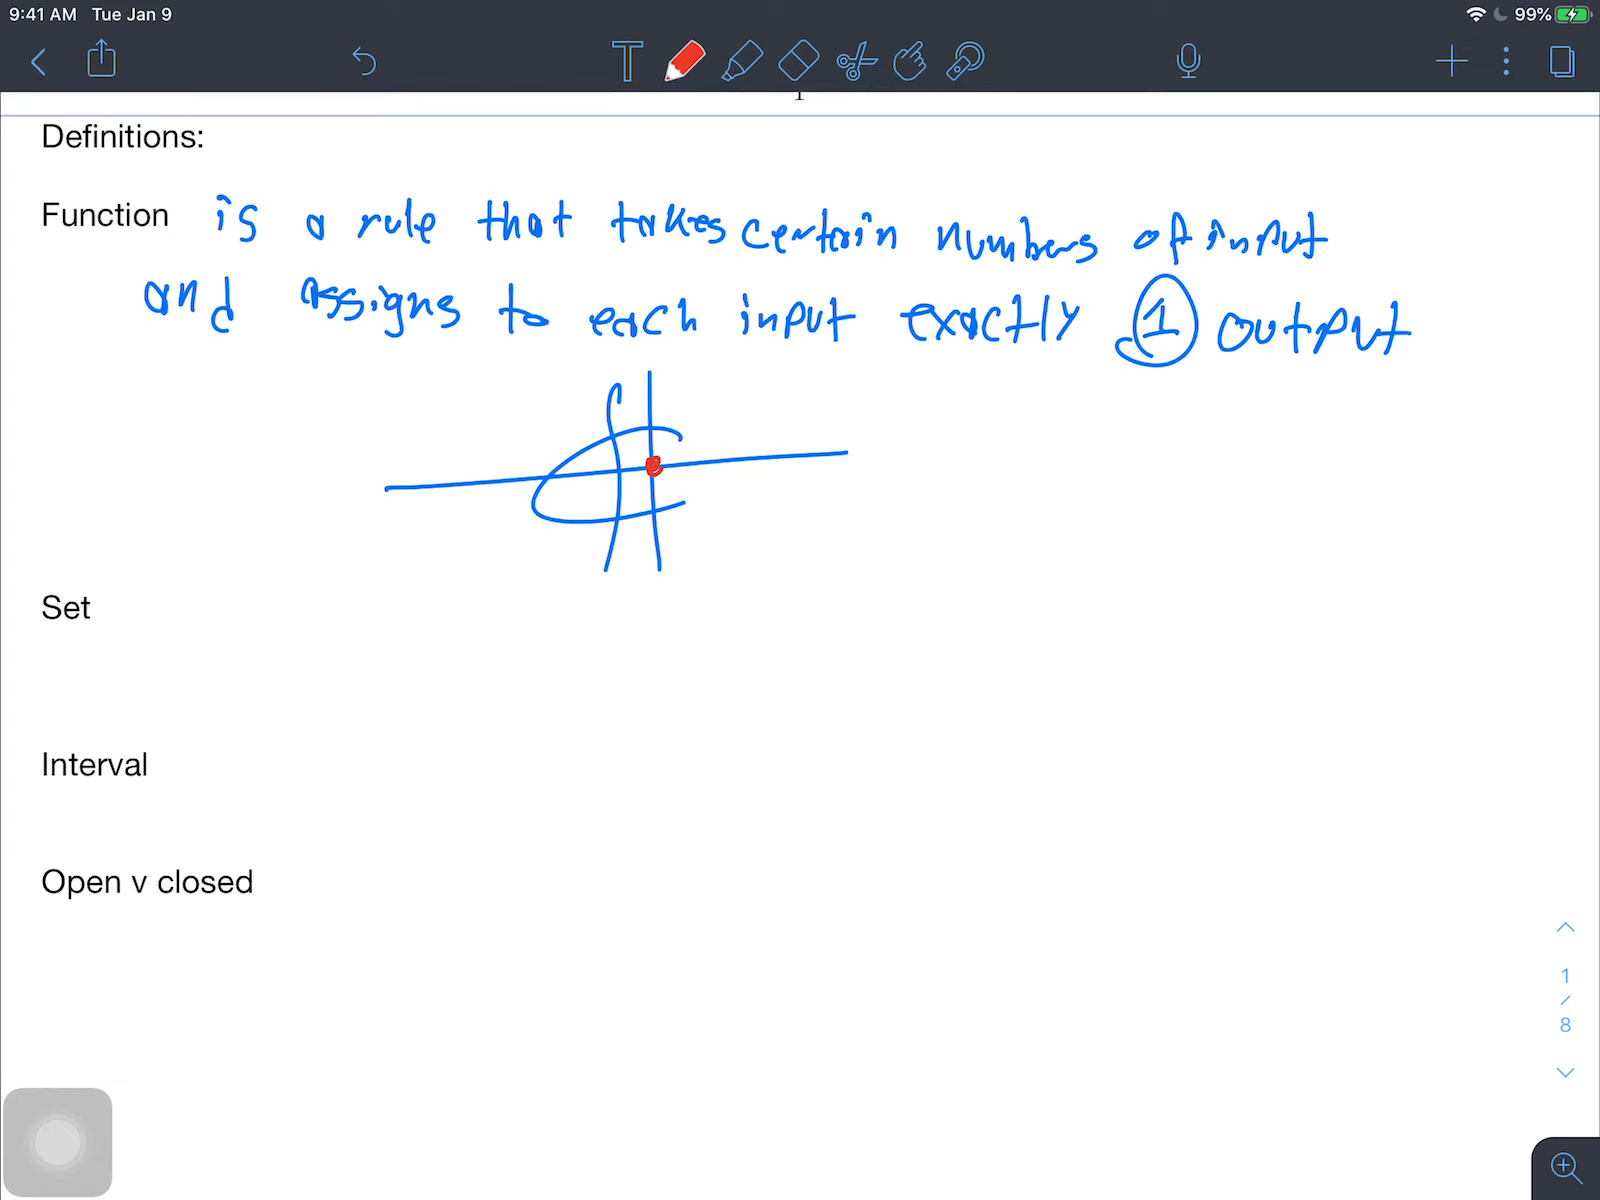 9:41 AM Tue Jan 9 99%
Definitions:
Function is a rule that takes certain numbers of input
and assigns to each input exactly 1 output
Set
Interval
Open v closed
1
/
8